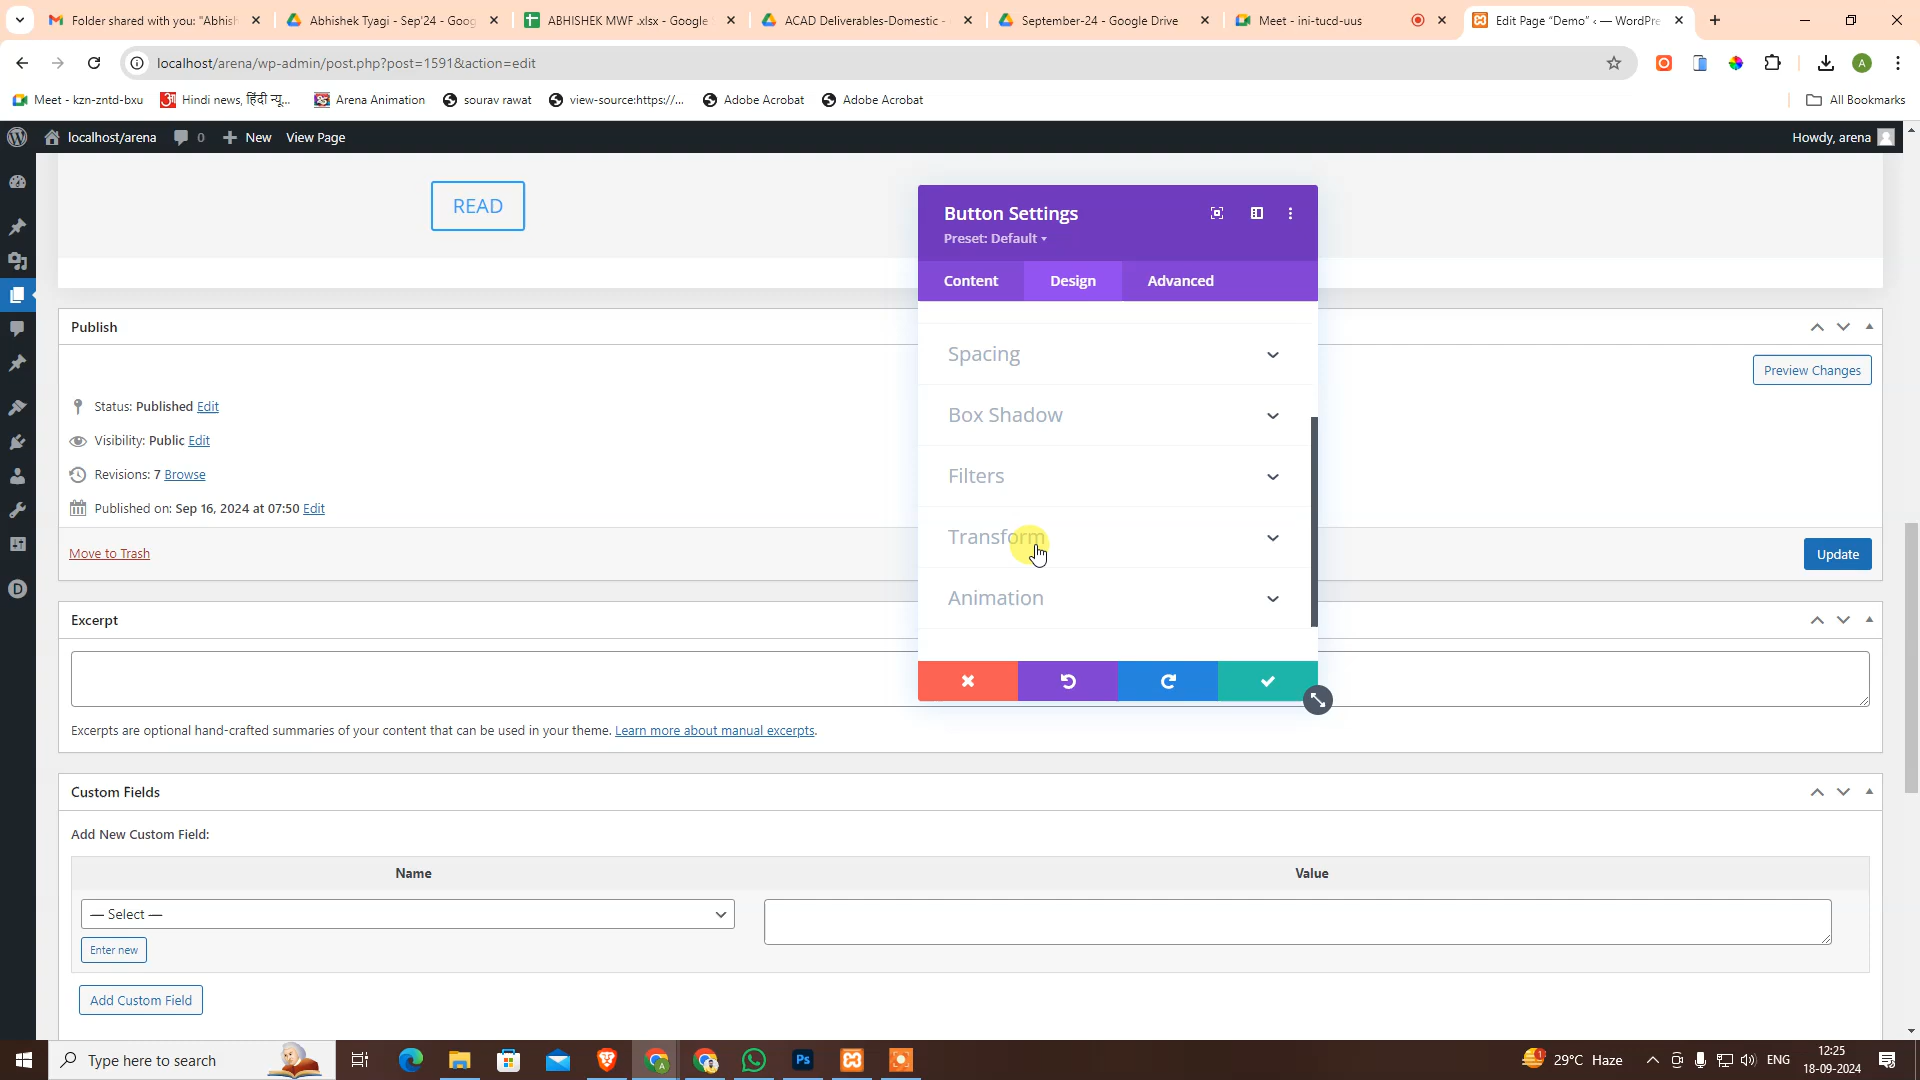 Folder shared with you: "Abhish
Abhishek Tyagi - Sep'24 - Goog
ABHISHEK MWF .xlsx - Google
ACAD Deliverables-Domestic -
September-24 - Google Drive
Meet - ini-tucd-uus
Edit Page "Demo" ‹ — WordPre
localhost/arena/wp-admin/post.php?post=1591&action=edit
Meet - kzn-zntd-bxu
Hindi news, हिंदी न्यू...
Arena Animation
sourav rawat
view-source:https://...
Adobe Acrobat
Adobe Acrobat
All Bookmarks
localhost/arena
0
New
View Page
Howdy, arena
READ
Button Settings
Preset: Default
Content
Design
Advanced
Spacing
Box Shadow
Filters
Transform
Animation
Publish
Preview Changes
Status: Published Edit
Visibility: Public Edit
Revisions: 7 Browse
Published on: Sep 16, 2024 at 07:50 Edit
Move to Trash
Update
Excerpt
Excerpts are optional hand-crafted summaries of your content that can be used in your theme. Learn more about manual excerpts.
Custom Fields
Add New Custom Field:
Name
Value
— Select —
Enter new
Add Custom Field
Type here to search
29°C Haze
ENG
12:25
18-09-2024